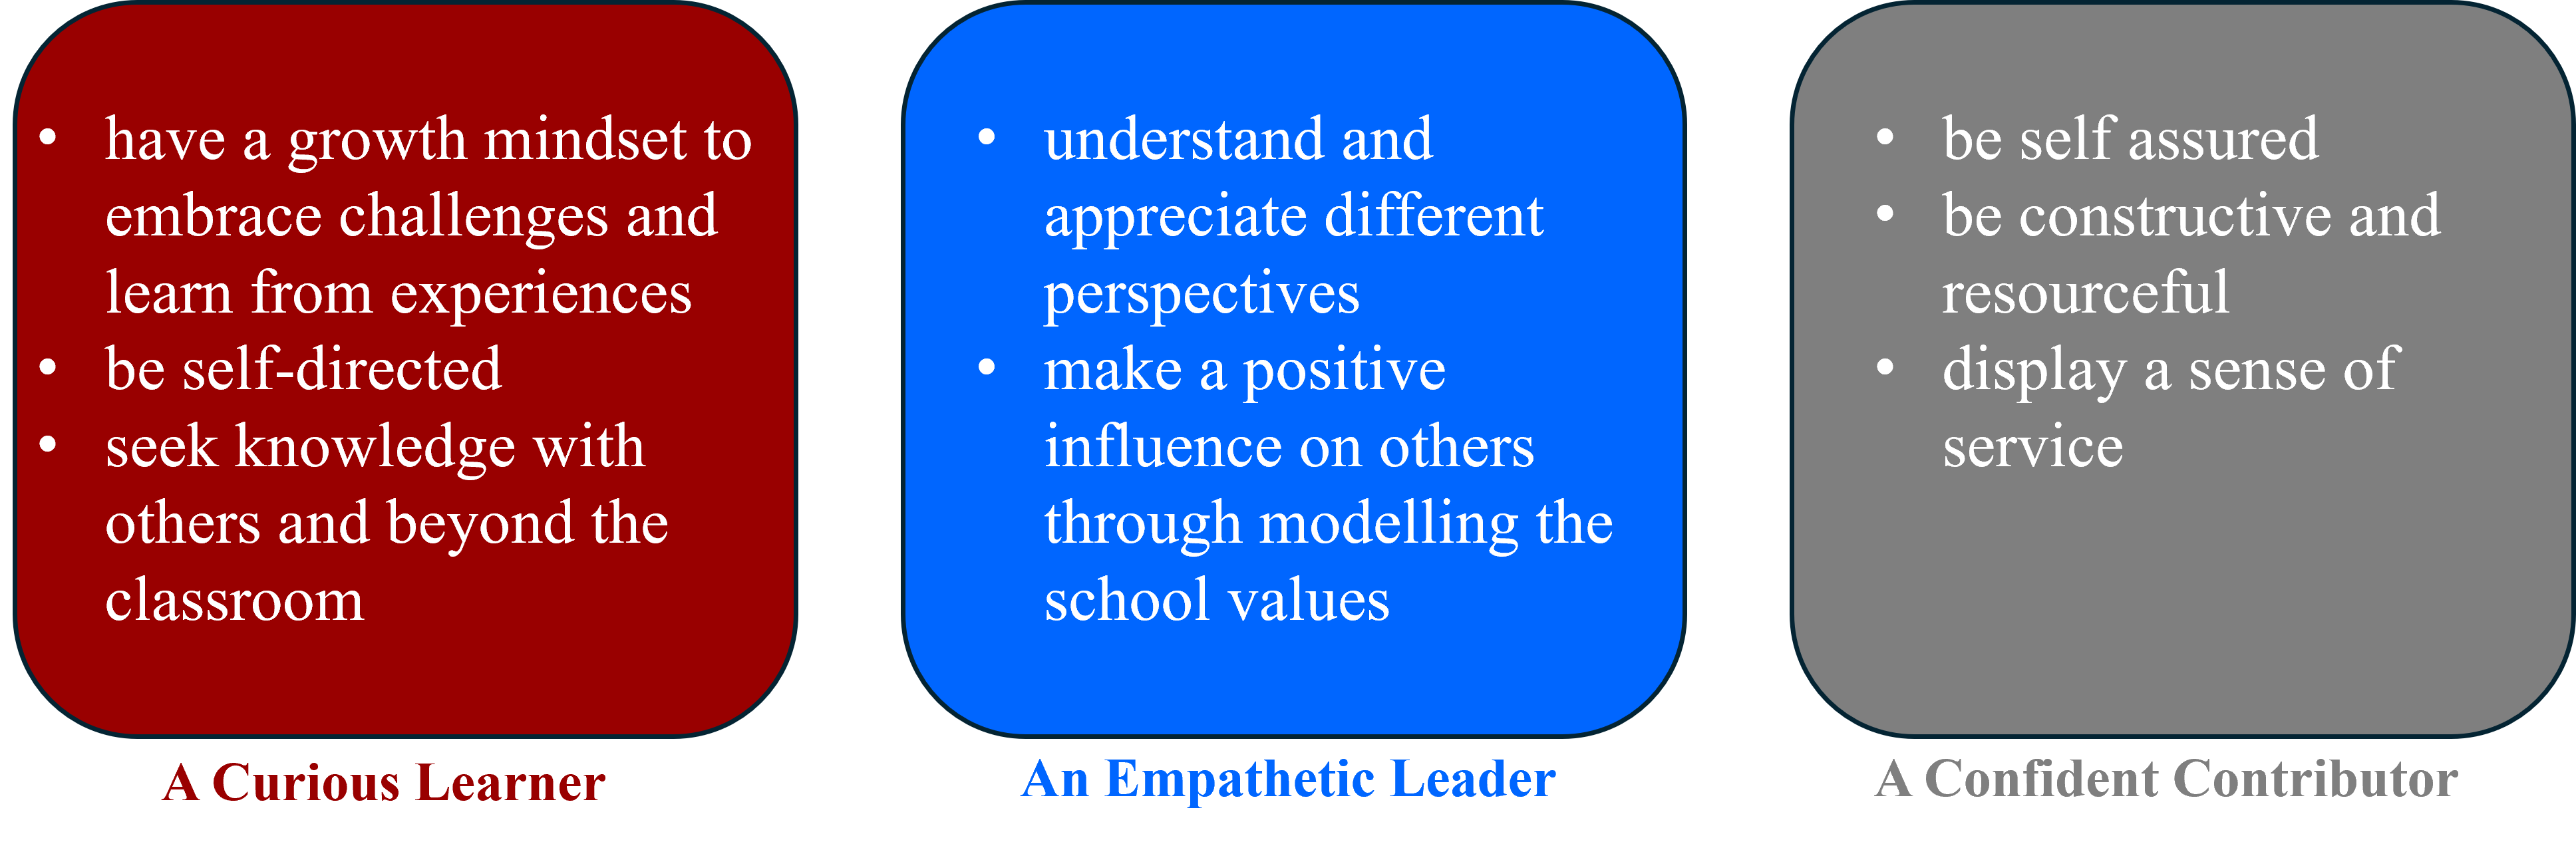 • have a growth mindset to
embrace challenges and
learn from experiences
• be self-directed
• seek knowledge with
others and beyond the
classroom
A Curious Learner
• understand and
appreciate different
perspectives
• make a positive
influence on others
through modelling the
school values
An Empathetic Leader
• be self assured
• be constructive and
resourceful
• display a sense of
service
A Confident Contributor